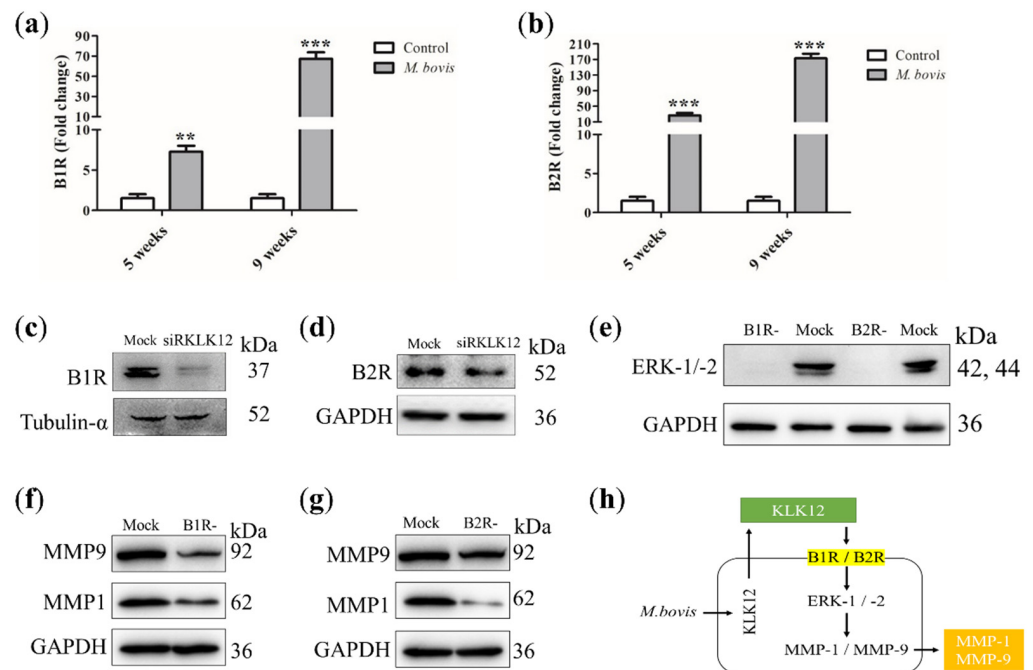 (a)
B1R (Fold change)
90
70
50
30
10
10
5
0
***
**
Control
M. bovis
5 weeks
9 weeks
(b)
B2R (Fold change)
210
170
150
130
110
90
70
50
30
10
10
5
0
***
***
Control
M. bovis
5 weeks
9 weeks
(c)
Mock siRKLK12 kDa
B1R 37
Tubulin-α 52
(d)
Mock siRKLK12 kDa
B2R 52
GAPDH 36
(e)
B1R- Mock B2R- Mock kDa
ERK-1/-2 42, 44
GAPDH 36
(f)
Mock B1R- kDa
MMP9 92
MMP1 62
GAPDH 36
(g)
Mock B2R- kDa
MMP9 92
MMP1 62
GAPDH 36
(h)
KLK12
B1R / B2R
ERK-1 / -2
M.bovis
KLK12
MMP-1 / MMP-9
MMP-1
MMP-9